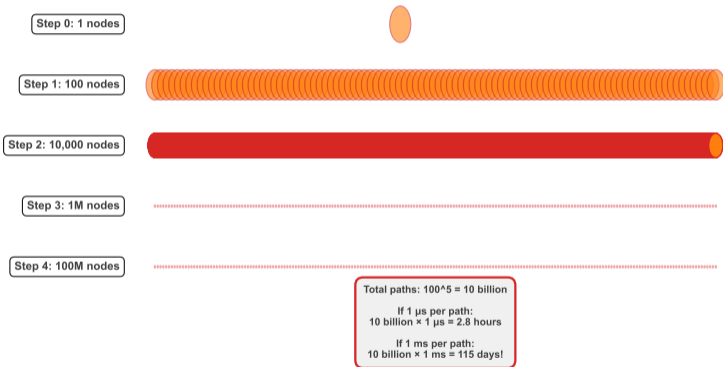 Step 0: 1 nodes
Step 1: 100 nodes
Step 2: 10,000 nodes
Step 3: 1M nodes
Step 4: 100M nodes
Total paths: 100^5 = 10 billion
If 1 μs per path:
10 billion × 1 μs = 2.8 hours
If 1 ms per path:
10 billion × 1 ms = 115 days!